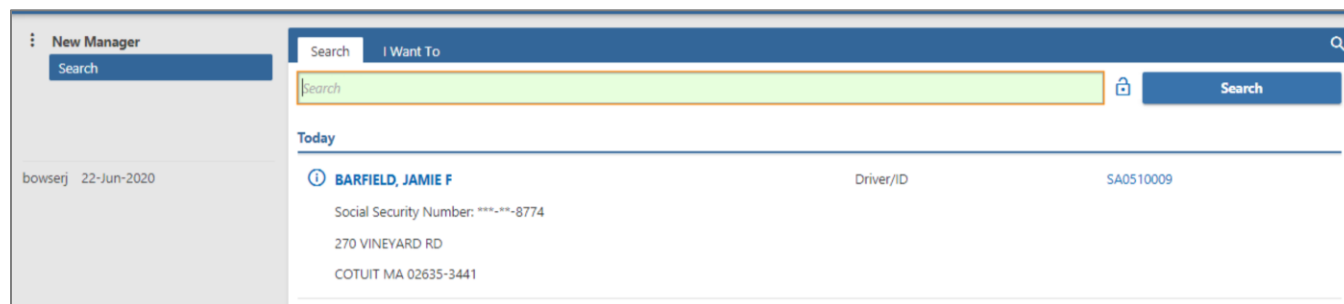 New Manager
Search
bowserj 22-Jun-2020
Search I Want To
Search Search
Today
BARFIELD, JAMIE F Driver/ID SA0510009
Social Security Number: ***-**-8774
270 VINEYARD RD
COTUIT MA 02635-3441